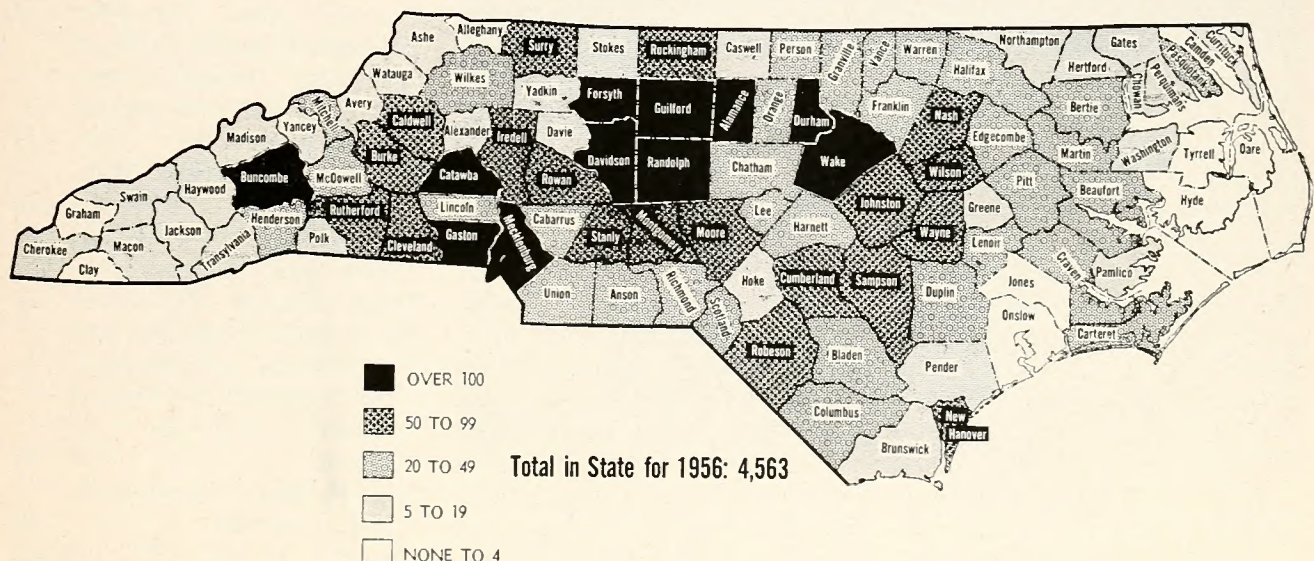 Ashe
Alleghany
Surry
Stokes
Rockingham
Caswell
Person
Granville
Vance
Warren
Northampton
Gates
Hertford
Halifax
Pasquotank
Camden
Currituck
Perquimans
Chowan
Bertie
Watauga
Wilkes
Yadkin
Forsyth
Guilford
Alamance
Orange
Durham
Franklin
Nash
Edgecombe
Martin
Washington
Tyrrell
Dare
Mitchell
Avery
Caldwell
Alexander
Iredell
Davie
Davidson
Randolph
Chatham
Wake
Wilson
Pitt
Beaufort
Hyde
Madison
Yancey
Burke
Catawba
Rowan
Johnston
Greene
Swain
Haywood
Buncombe
McDowell
Lincoln
Lee
Harnett
Wayne
Lenoir
Craven
Pamlico
Graham
Henderson
Rutherford
Cleveland
Gaston
Mecklenburg
Cabarrus
Stanly
Montgomery
Moore
Cherokee
Macon
Jackson
Transylvania
Polk
Clay
Union
Anson
Richmond
Scotland
Hoke
Cumberland
Sampson
Duplin
Jones
Onslow
Carteret
Robeson
Bladen
Pender
Columbus
Brunswick
New
Hanover
OVER 100
50 TO 99
20 TO 49
Total in State for 1956: 4,563
5 TO 19
NONE TO 4